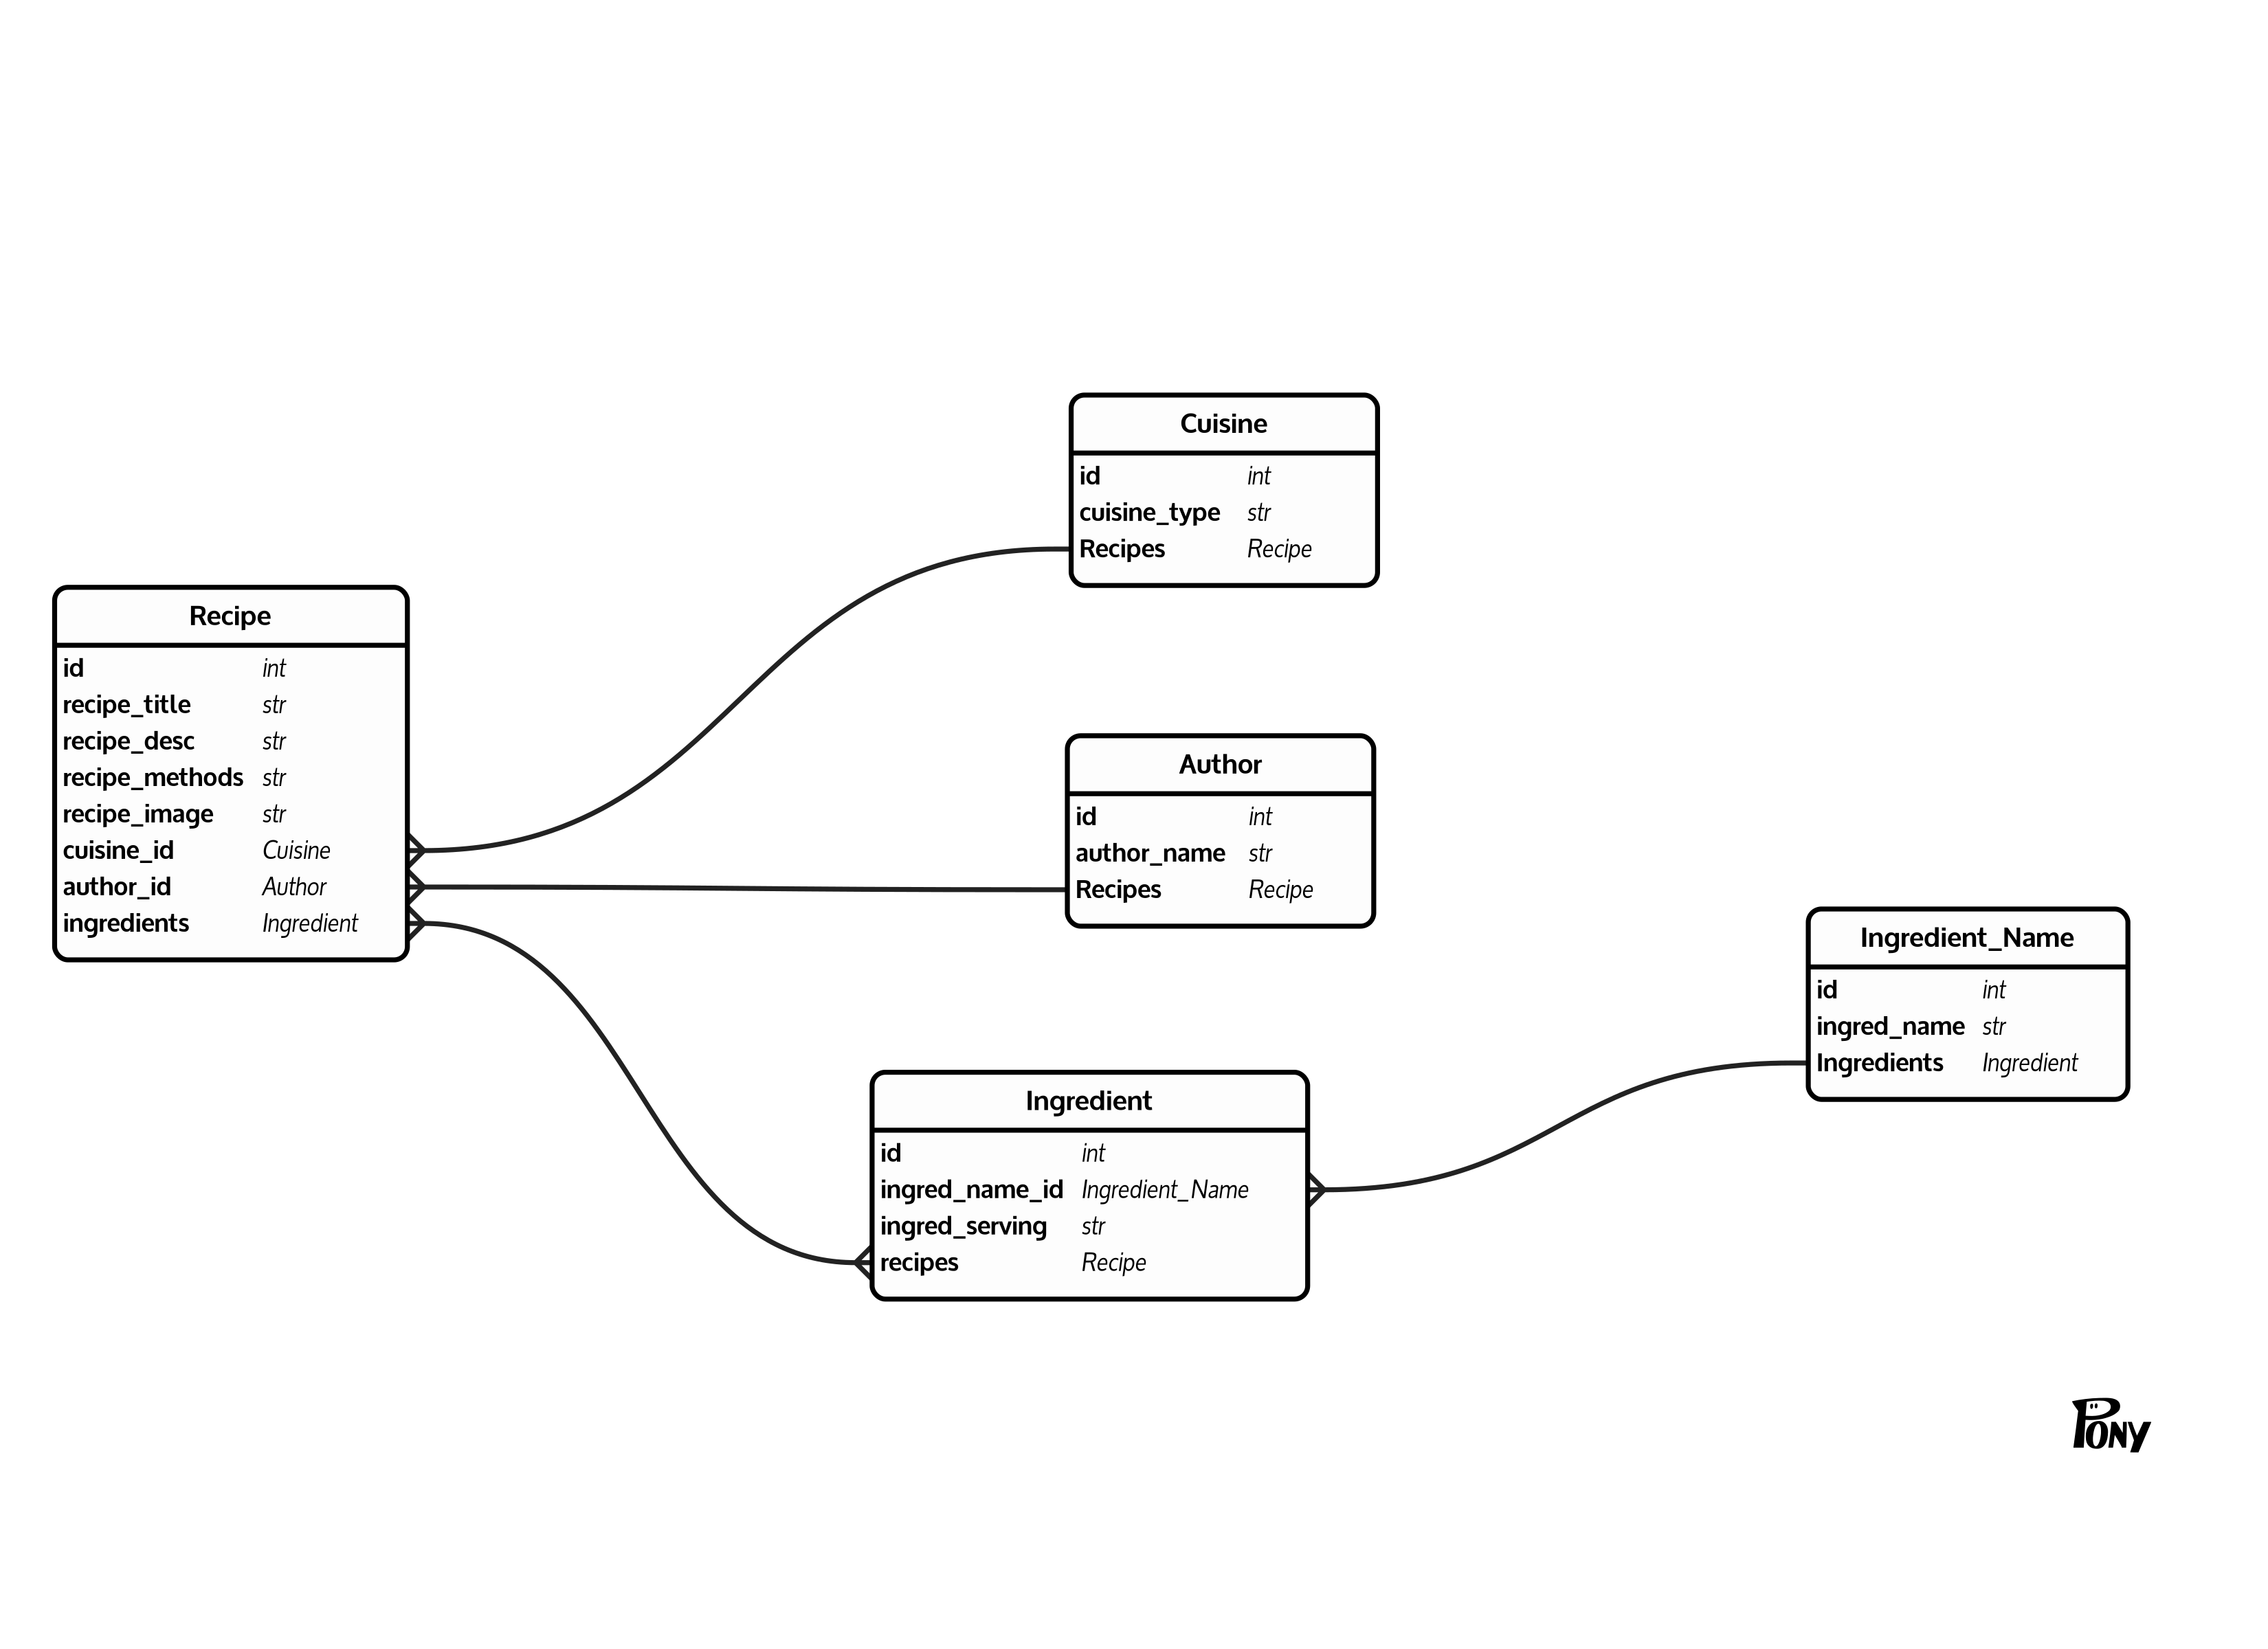 Cuisine
id int
cuisine_type str
Recipes Recipe
Recipe
id int
recipe_title str
recipe_desc str
recipe_methods str
recipe_image str
cuisine_id Cuisine
author_id Author
ingredients Ingredient
Author
id int
author_name str
Recipes Recipe
Ingredient_Name
id int
ingred_name str
Ingredients Ingredient
Ingredient
id int
ingred_name_id Ingredient_Name
ingred_serving str
recipes Recipe
PONY